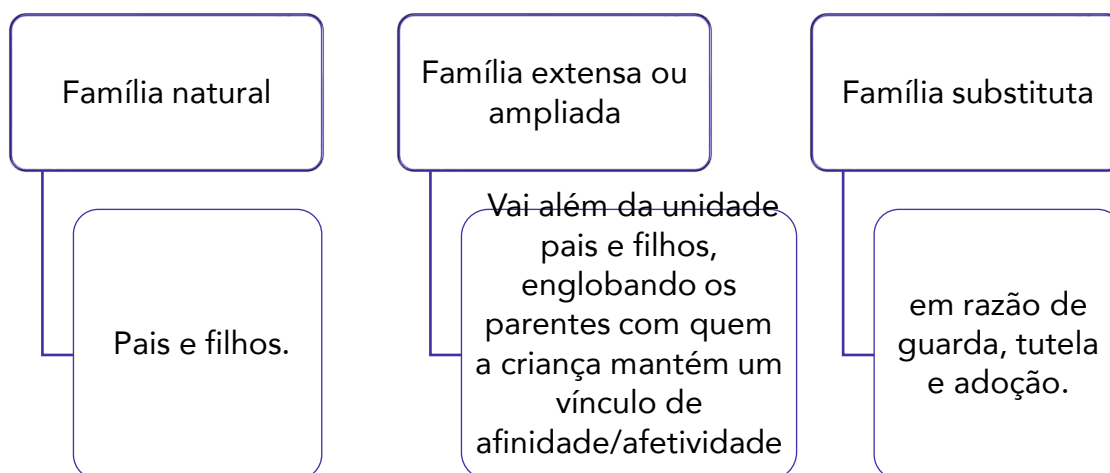 Família natural
Pais e filhos.
Família extensa ou
ampliada
Vai além da unidade
pais e filhos,
englobando os
parentes com quem
a criança mantém um
vínculo de
afinidade/afetividade
Família substituta
em razão de
guarda, tutela
e adoção.